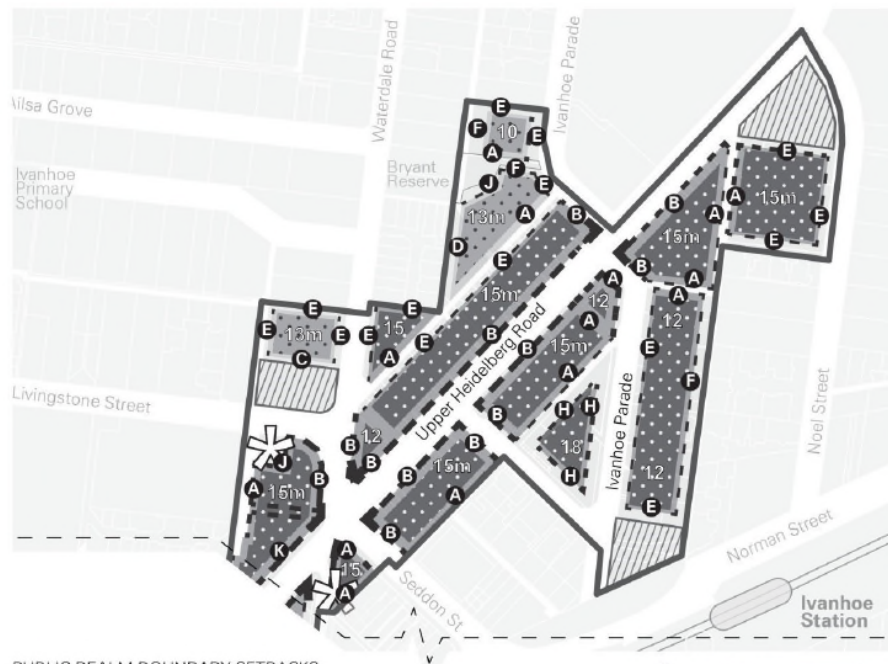 Ailsa Grove
Waterdale Road
Ivanhoe Parade
Ivanhoe
Primary
School
Bryant
Reserve
E
F
10
E
A
F
J
E
13m
A
D
B
E
15m
B
E
E
13m
E
C
E
15
E
A
E
12
B
B
Upper Heidelberg Road
A
12
B
A
15m
A
B
B
A
15m
B
A
E
A
15m
E
E
A
12
E
F
12
E
H
H
18
H
Ivanhoe Parade
Noel Street
Livingstone Street
J
A
15m
B
K
B
B
15m
A
B
A
15
A
Seddon St
Norman Street
Ivanhoe
Station
PUBLIC REALM BOUNDARY SETBACKS